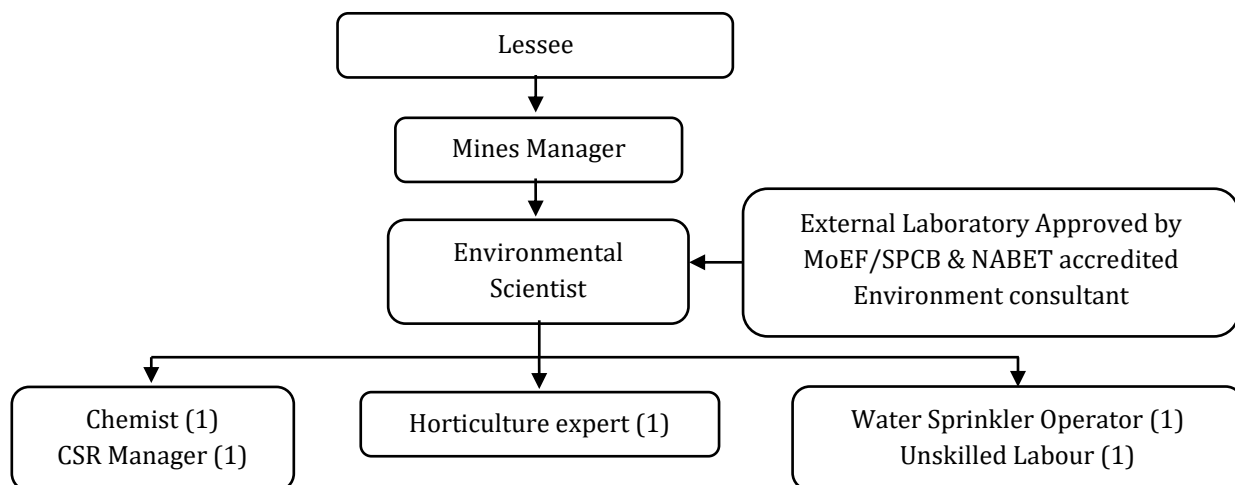 Lessee
Mines Manager
Environmental
Scientist
External Laboratory Approved by
MoEF/SPCB & NABET accredited
Environment consultant
Chemist (1)
CSR Manager (1)
Horticulture expert (1)
Water Sprinkler Operator (1)
Unskilled Labour (1)